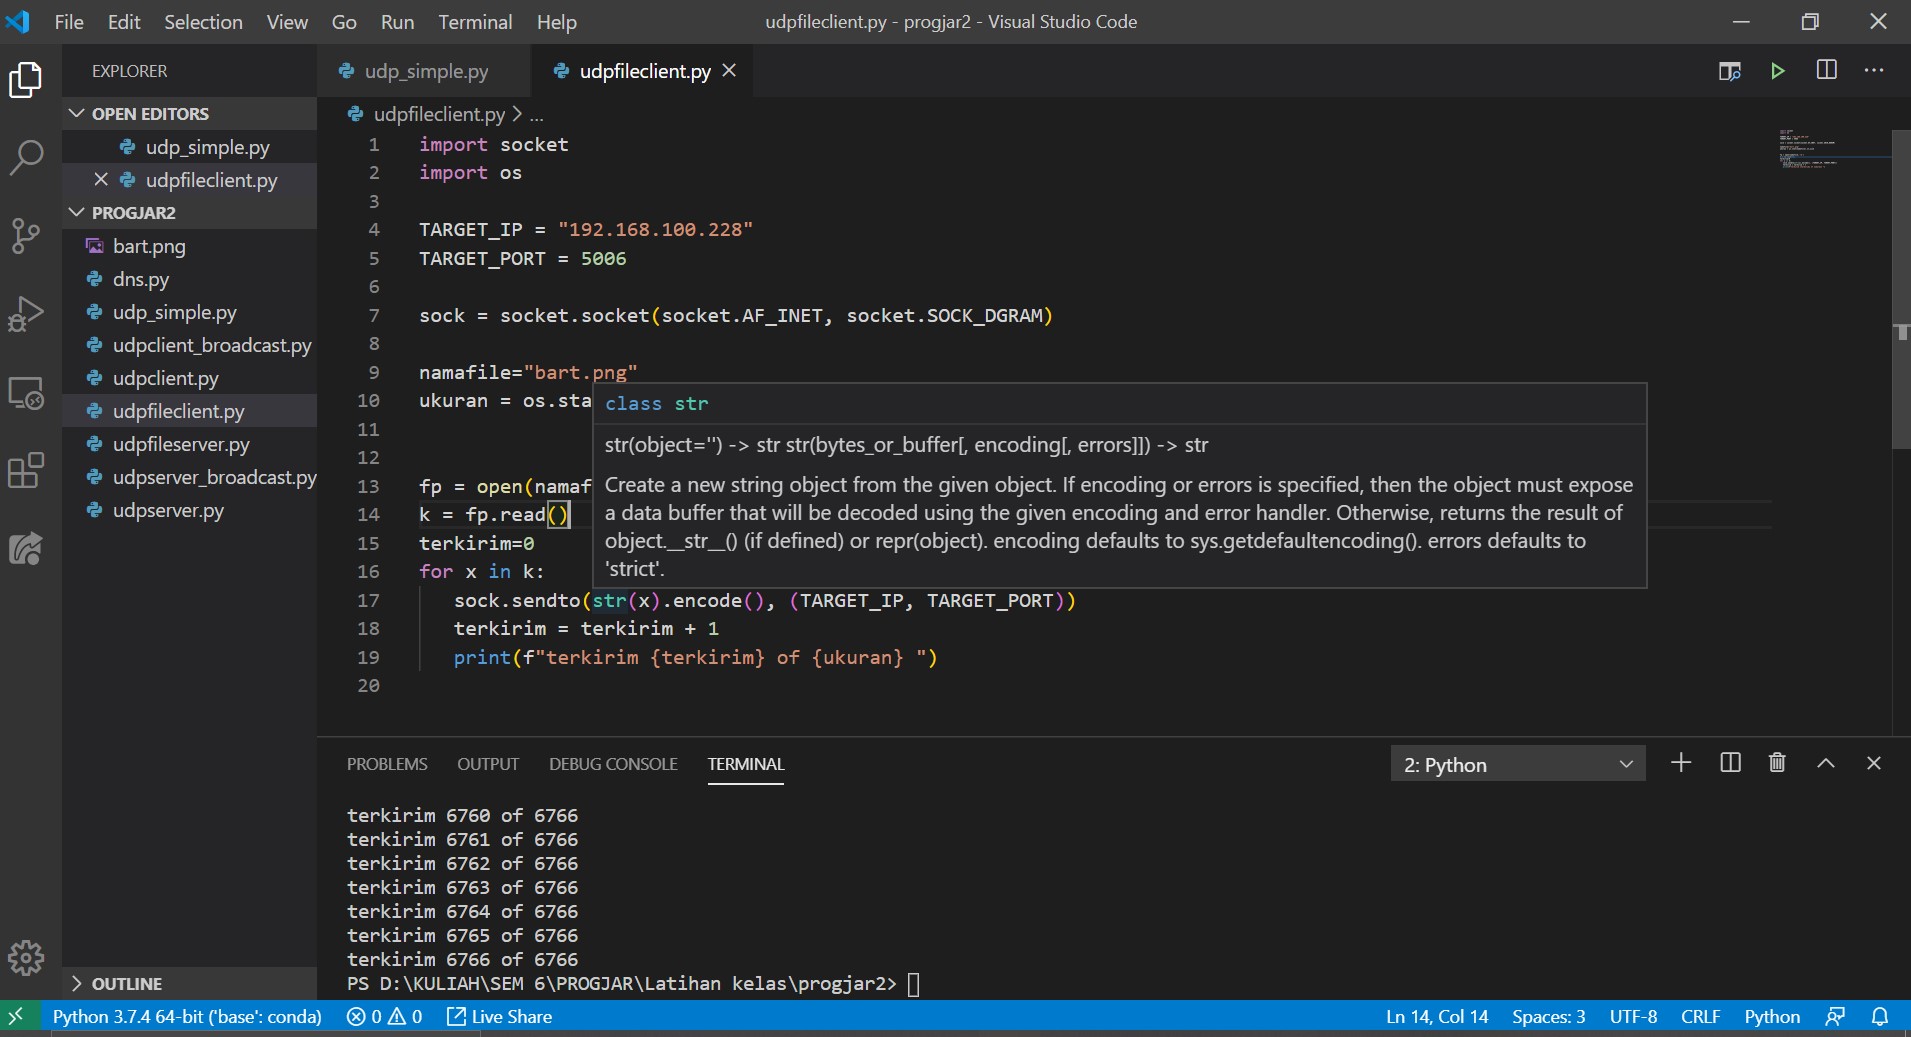 File Edit Selection View Go Run Terminal Help
udpfileclient.py - progjar2 - Visual Studio Code
EXPLORER
OPEN EDITORS
udp_simple.py
udpfileclient.py
PROGJAR2
bart.png
dns.py
udp_simple.py
udpclient_broadcast.py
udpclient.py
udpfileclient.py
udpfileserver.py
udpserver_broadcast.py
udpserver.py
OUTLINE
udp_simple.py
udpfileclient.py
udpfileclient.py > ...
1 import socket
2 import os
3
4 TARGET_IP = "192.168.100.228"
5 TARGET_PORT = 5006
6
7 sock = socket.socket(socket.AF_INET, socket.SOCK_DGRAM)
8
9 namafile="bart.png"
10 ukuran = os.sta
11
12
13 fp = open(namaf
14 k = fp.read()
15 terkirim=0
16 for x in k:
17 sock.sendto(str(x).encode(), (TARGET_IP, TARGET_PORT))
18 terkirim = terkirim + 1
19 print(f"terkirim {terkirim} of {ukuran} ")
20
class str
str(object='') -> str str(bytes_or_buffer[, encoding[, errors]]) -> str
Create a new string object from the given object. If encoding or errors is specified, then the object must expose
a data buffer that will be decoded using the given encoding and error handler. Otherwise, returns the result of
object.__str__() (if defined) or repr(object). encoding defaults to sys.getdefaultencoding(). errors defaults to
'strict'.
PROBLEMS OUTPUT DEBUG CONSOLE TERMINAL
2: Python
terkirim 6760 of 6766
terkirim 6761 of 6766
terkirim 6762 of 6766
terkirim 6763 of 6766
terkirim 6764 of 6766
terkirim 6765 of 6766
terkirim 6766 of 6766
PS D:\KULIAH\SEM 6\PROGJAR\Latihan kelas\progjar2>
Python 3.7.4 64-bit ('base': conda) 0 0 Live Share
Ln 14, Col 14 Spaces: 3 UTF-8 CRLF Python